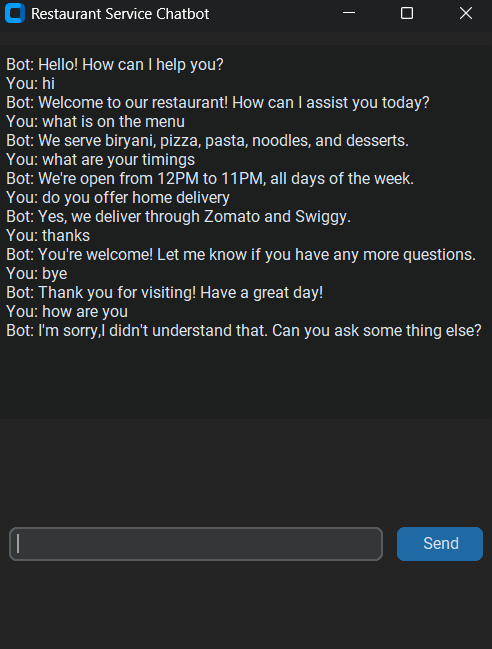 Restaurant Service Chatbot
Bot: Hello! How can I help you?
You: hi
Bot: Welcome to our restaurant! How can I assist you today?
You: what is on the menu
Bot: We serve biryani, pizza, pasta, noodles, and desserts.
You: what are your timings
Bot: We're open from 12PM to 11PM, all days of the week.
You: do you offer home delivery
Bot: Yes, we deliver through Zomato and Swiggy.
You: thanks
Bot: You're welcome! Let me know if you have any more questions.
You: bye
Bot: Thank you for visiting! Have a great day!
You: how are you
Bot: I'm sorry,I didn't understand that. Can you ask some thing else?
Send